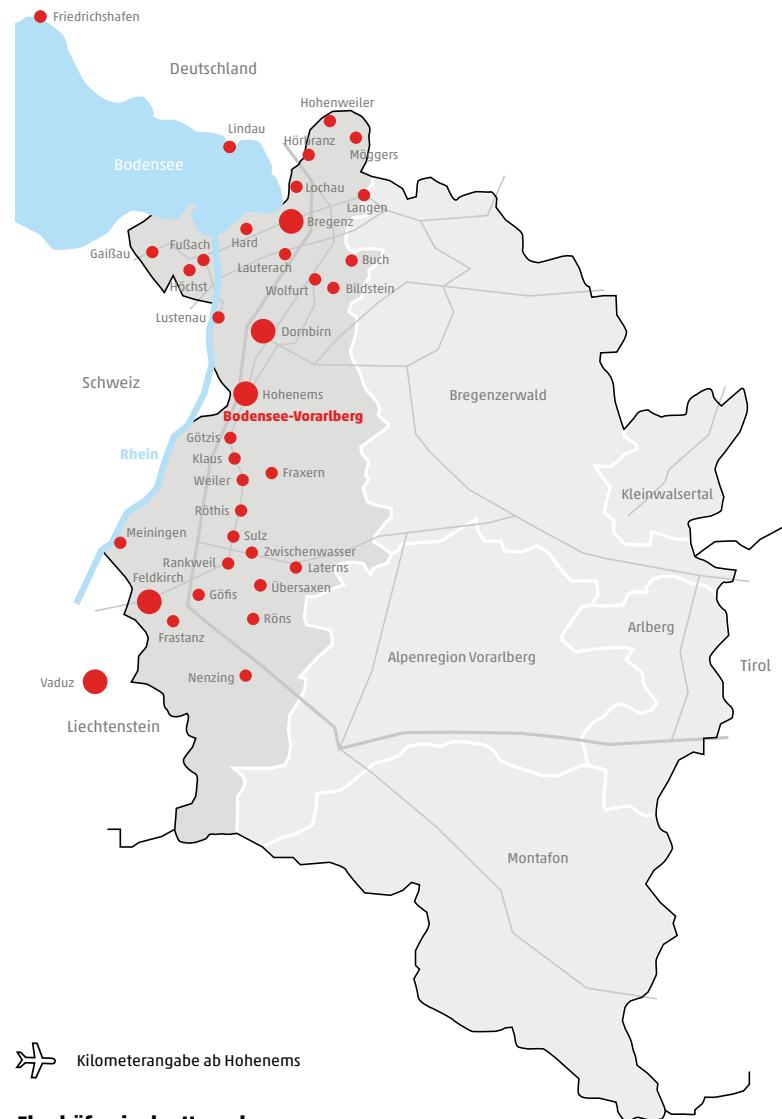 Friedrichshafen
Deutschland
Hohenweiler
Lindau
Hörbranz
Möggers
Bodensee
Lochau
Langen
Bregenz
Hard
Fußach
Gaißau
Lauterach
Buch
Höchst
Wolfurt
Bildstein
Lustenau
Dornbirn
Schweiz
Hohenems
Bregenzerwald
Bodensee-Vorarlberg
Götzis
Rhein
Klaus
Fraxern
Weiler
Kleinwalsertal
Röthis
Meiningen
Sulz
Zwischenwasser
Rankweil
Laterns
Feldkirch
Übersaxen
Göfis
Röns
Arlberg
Frastanz
Alpenregion Vorarlberg
Tirol
Nenzing
Vaduz
Liechtenstein
Montafon
Kilometerangabe ab Hohenems